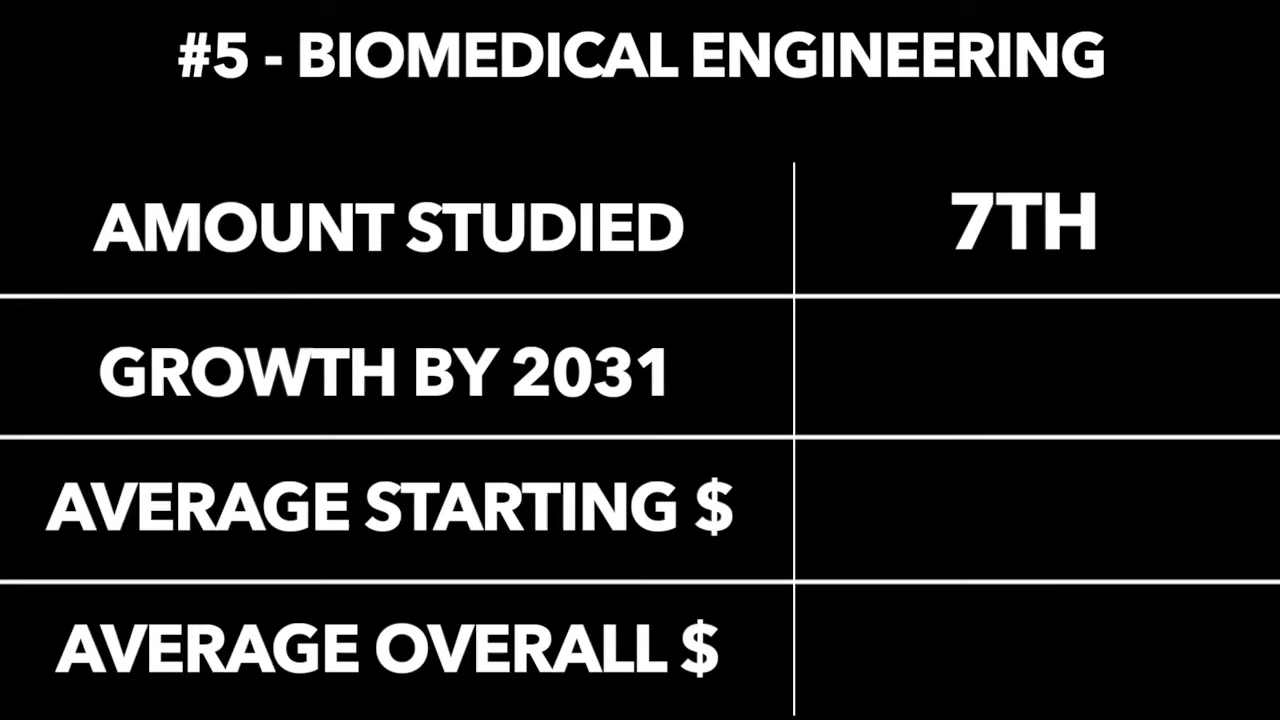 #5 - BIOMEDICAL ENGINEERING
AMOUNT STUDIED 7TH
GROWTH BY 2031
AVERAGE STARTING $
AVERAGE OVERALL $